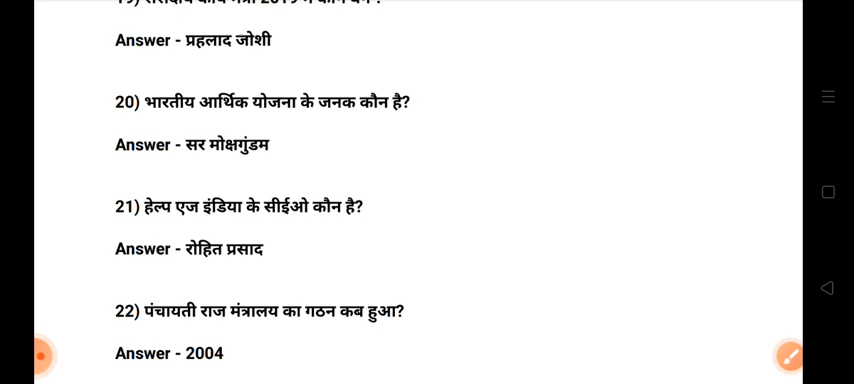 Answer - प्रहलाद जोशी
20) भारतीय आर्थिक योजना के जनक कौन है?
Answer - सर मोक्षगुंडम
21) हेल्प एज इंडिया के सीईओ कौन है?
Answer - रोहित प्रसाद
22) पंचायती राज मंत्रालय का गठन कब हुआ?
Answer - 2004